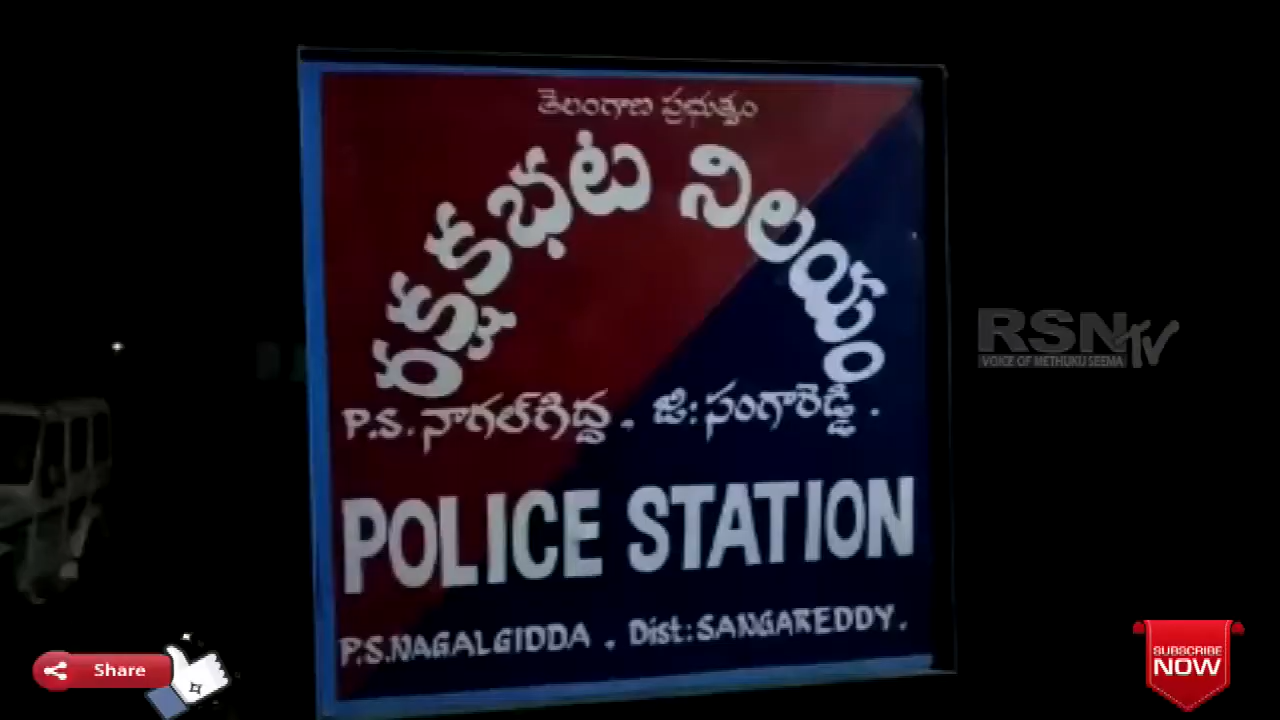 తెలంగాణ ప్రభుత్వం
రక్షకభట నిలయం
P.S. నాగల్‌గిద్ద . జి: సంగారెడ్డి .
POLICE STATION
P.S.NAGALGIDDA . Dist: SANGAREDDY.
RSN TV
VOICE OF METHUKU SEEMA
Share
SUBSCRIBE
NOW